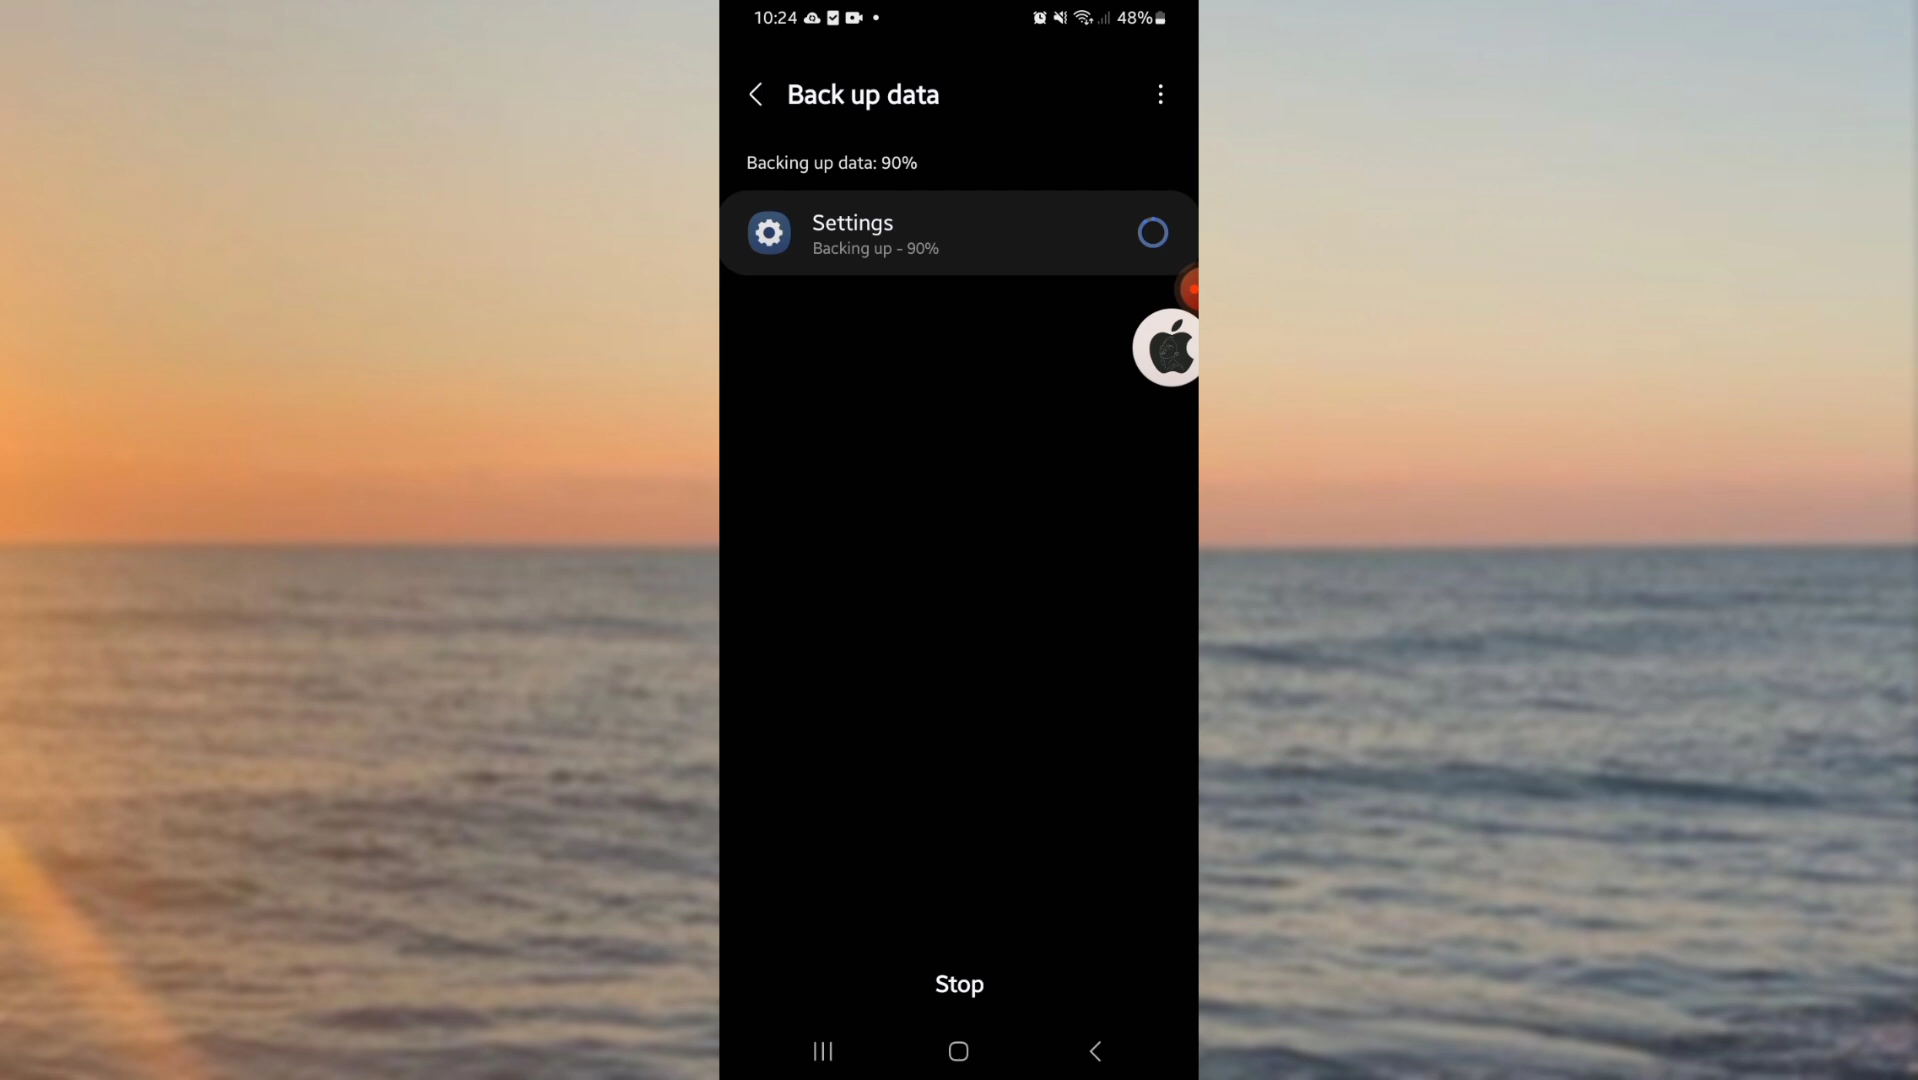 10:24 48%
Back up data
Backing up data: 90%
Settings
Backing up - 90%
Stop